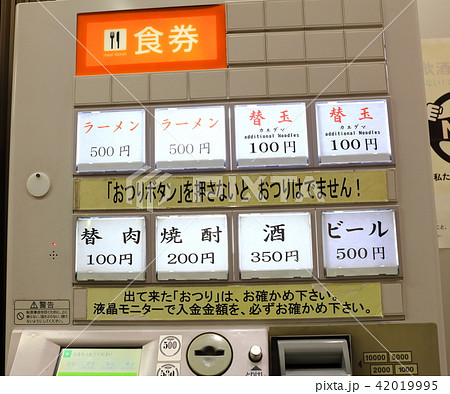 食券
ラーメン
500円
ラーメン
500円
替玉
カエダマ
additional Noodles
100円
替玉
カエダマ
additional Noodles
100円
「おつりボタン」を押さないと、おつりはでません！
替肉
100円
焼酎
200円
酒
350円
ビール
500円
出て来た「おつり」は、お確かめ下さい。
液晶モニターで入金金額を、必ずお確かめ下さい。
警告
500
10000
5000
2000
1000
私た
pixta.jp - 42019995